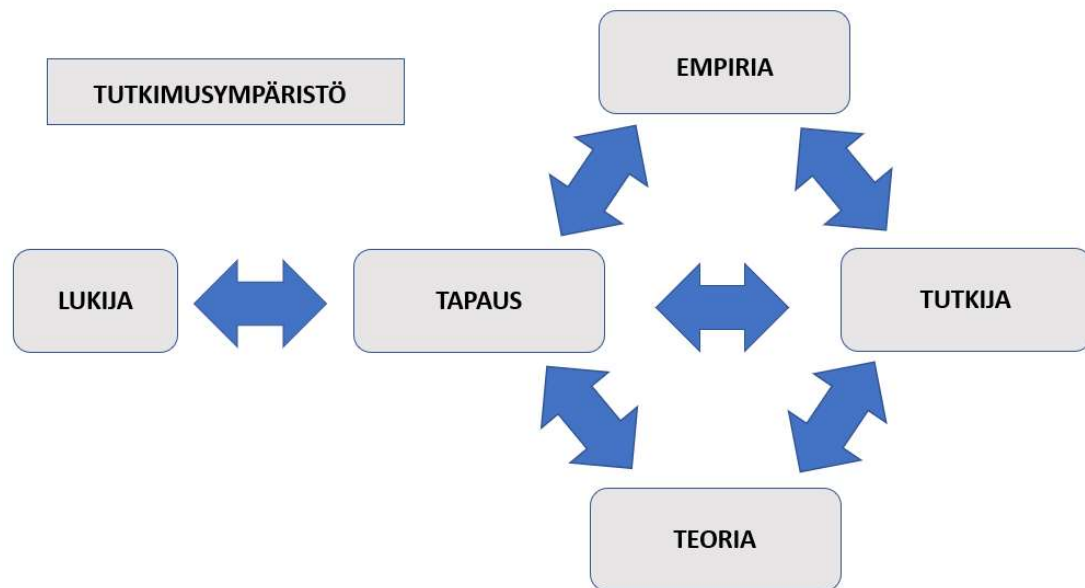 EMPIRIA
TUTKIMUSYMPÄRISTÖ
LUKIJA
TAPAUS
TUTKIJA
TEORIA